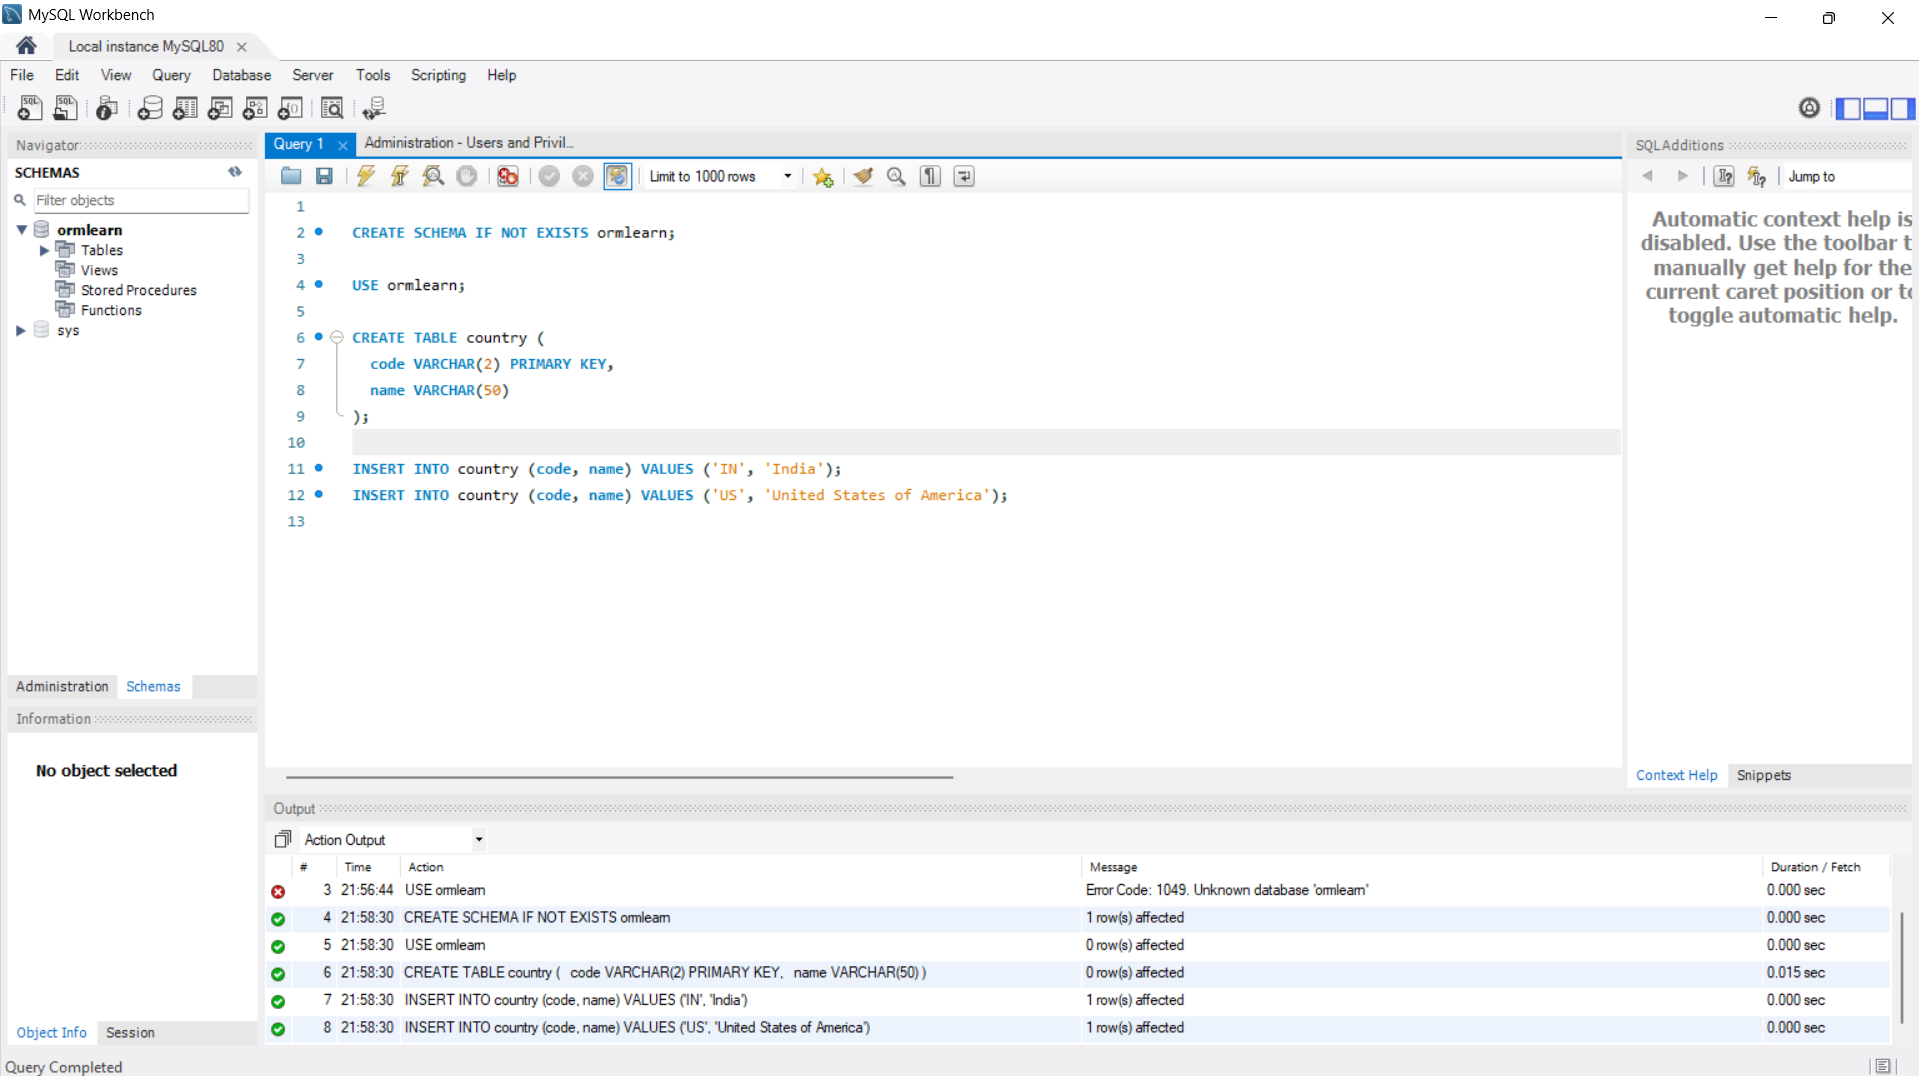 MySQL Workbench
Local instance MySQL80
File Edit View Query Database Server Tools Scripting Help
Navigator
SCHEMAS
Filter objects
ormlearn
Tables
Views
Stored Procedures
Functions
sys
Administration Schemas
Information
No object selected
Object Info Session
Query Completed
Query 1 Administration - Users and Privil...
Limit to 1000 rows
1
2 CREATE SCHEMA IF NOT EXISTS ormlearn;
3
4 USE ormlearn;
5
6 CREATE TABLE country (
7 code VARCHAR(2) PRIMARY KEY,
8 name VARCHAR(50)
9 );
10
11 INSERT INTO country (code, name) VALUES ('IN', 'India');
12 INSERT INTO country (code, name) VALUES ('US', 'United States of America');
13
SQLAdditions
Jump to
Automatic context help is
disabled. Use the toolbar t
manually get help for the
current caret position or to
toggle automatic help.
Context Help Snippets
Output
Action Output
# Time Action Message Duration / Fetch
3 21:56:44 USE ormlearn Error Code: 1049. Unknown database 'ormlearn' 0.000 sec
4 21:58:30 CREATE SCHEMA IF NOT EXISTS ormlearn 1 row(s) affected 0.000 sec
5 21:58:30 USE ormlearn 0 row(s) affected 0.000 sec
6 21:58:30 CREATE TABLE country ( code VARCHAR(2) PRIMARY KEY, name VARCHAR(50) ) 0 row(s) affected 0.015 sec
7 21:58:30 INSERT INTO country (code, name) VALUES ('IN', 'India') 1 row(s) affected 0.000 sec
8 21:58:30 INSERT INTO country (code, name) VALUES ('US', 'United States of America') 1 row(s) affected 0.000 sec